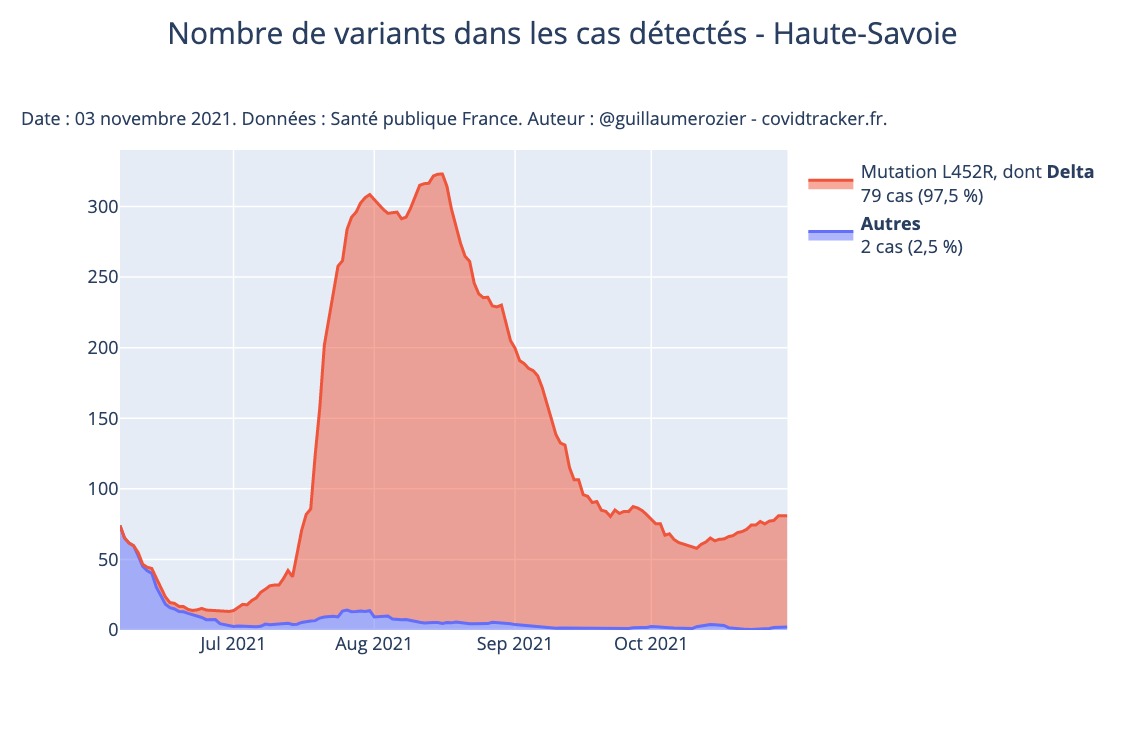 Nombre de variants dans les cas détectés - Haute-Savoie
Date : 03 novembre 2021. Données : Santé publique France. Auteur : @guillaumerozier - covidtracker.fr.
Mutation L452R, dont Delta
79 cas (97,5 %)
Autres
2 cas (2,5 %)
300
250
200
150
100
50
0
Jul 2021
Aug 2021
Sep 2021
Oct 2021